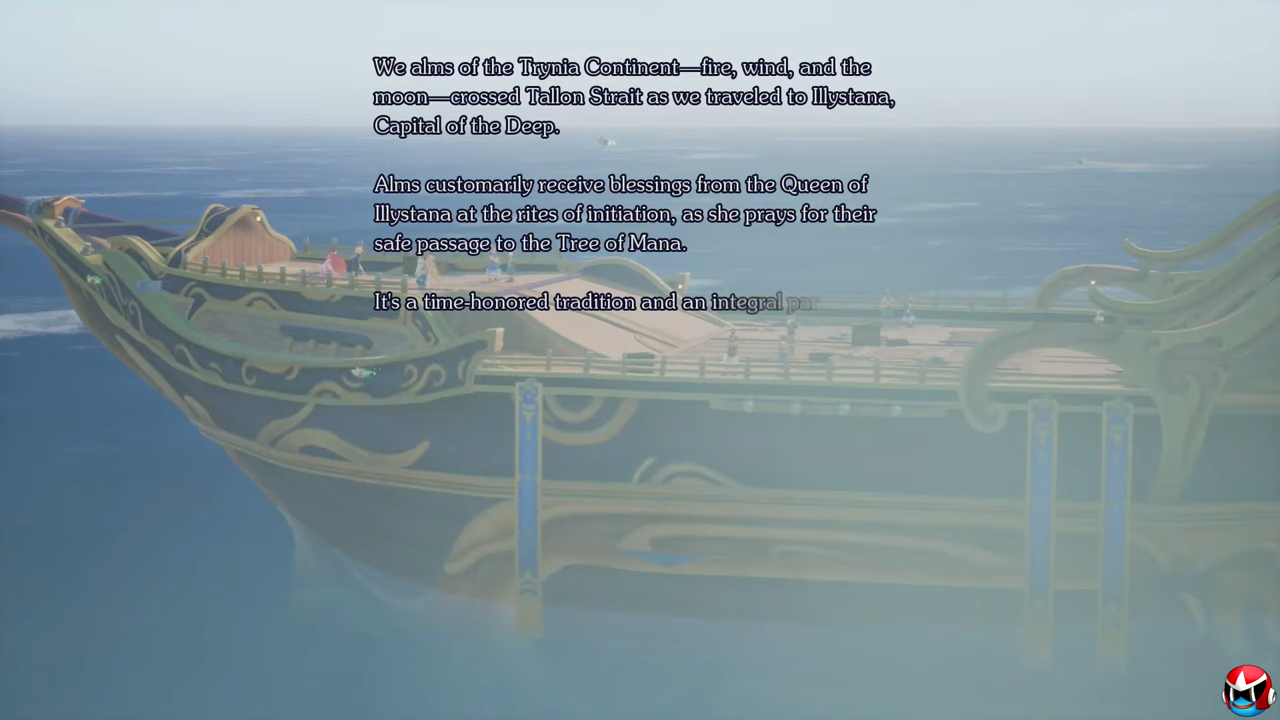 We alms of the Trynia Continent—fire, wind, and the
moon—crossed Tallon Strait as we traveled to Illystana,
Capital of the Deep.
Alms customarily receive blessings from the Queen of
Illystana at the rites of initiation, as she prays for their
safe passage to the Tree of Mana.
It's a time-honored tradition and an integral par